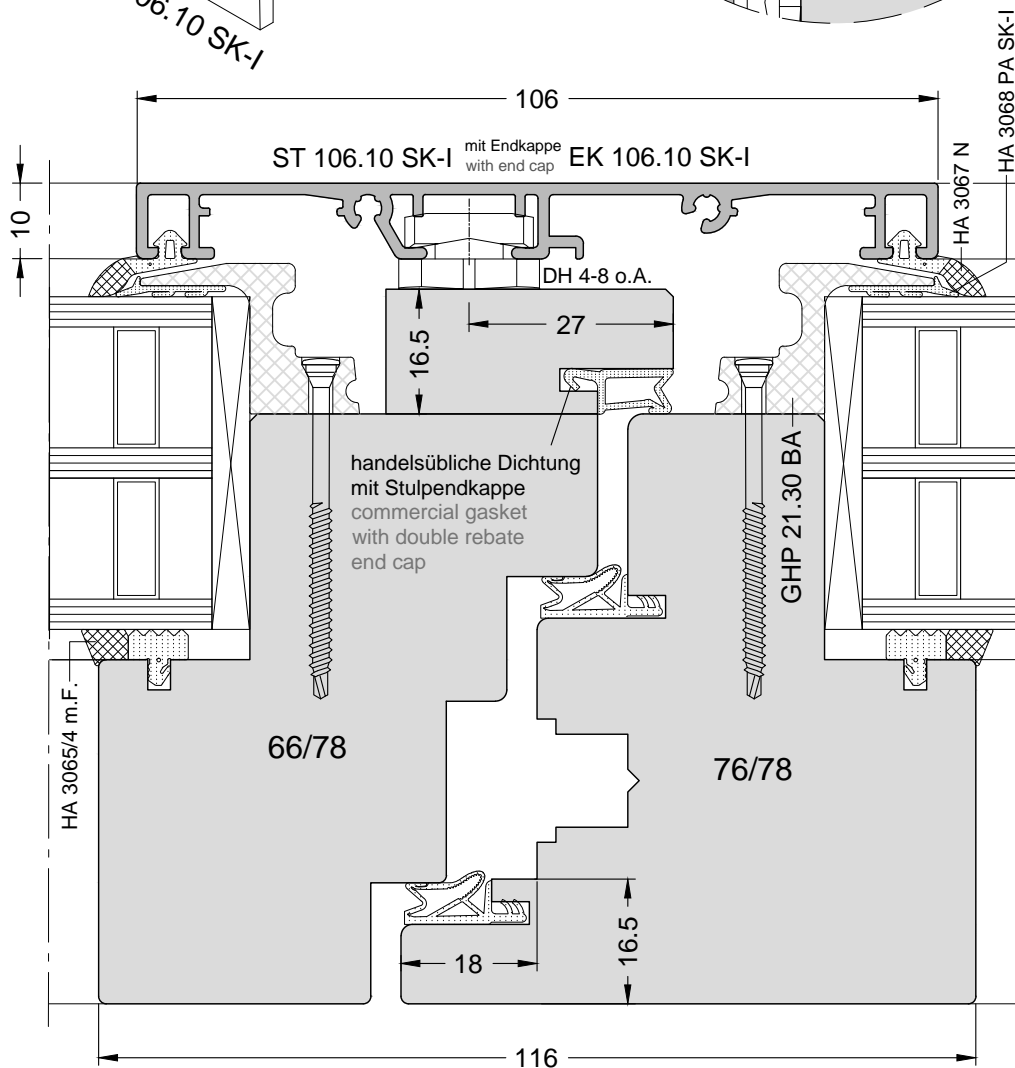 06.10 SK-I
HA 3068 PA SK-I
106
ST 106.10 SK-I mit Endkappe EK 106.10 SK-I
with end cap
10
HA 3067 N
DH 4-8 o.A.
27
16.5
handelsübliche Dichtung
mit Stulpendkappe
commercial gasket
with double rebate
end cap
GHP 21.30 BA
HA 3065/4 m.F.
66/78
76/78
16.5
18
116